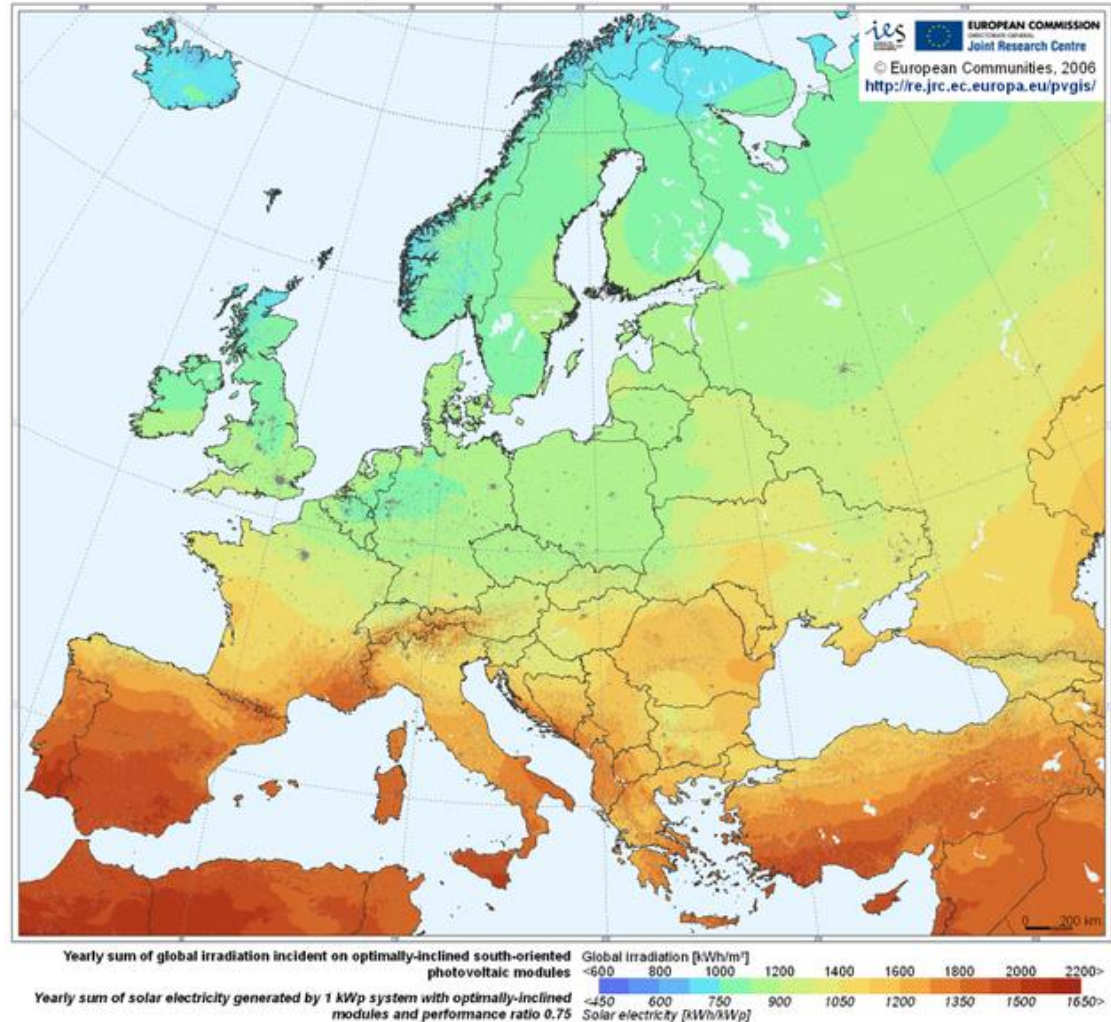 ies
EUROPEAN COMMISSION
DIRECTORATE GENERAL
Joint Research Centre
© European Communities, 2006
http://re.jrc.ec.europa.eu/pvgis/
0 200 km
Yearly sum of global irradiation incident on optimally-inclined south-oriented
photovoltaic modules
Global irradiation [kWh/m²]
<600 800 1000 1200 1400 1600 1800 2000 2200>
<450 600 750 900 1050 1200 1350 1500 1650>
Solar electricity [kWh/kWp]
Yearly sum of solar electricity generated by 1 kWp system with optimally-inclined
modules and performance ratio 0.75